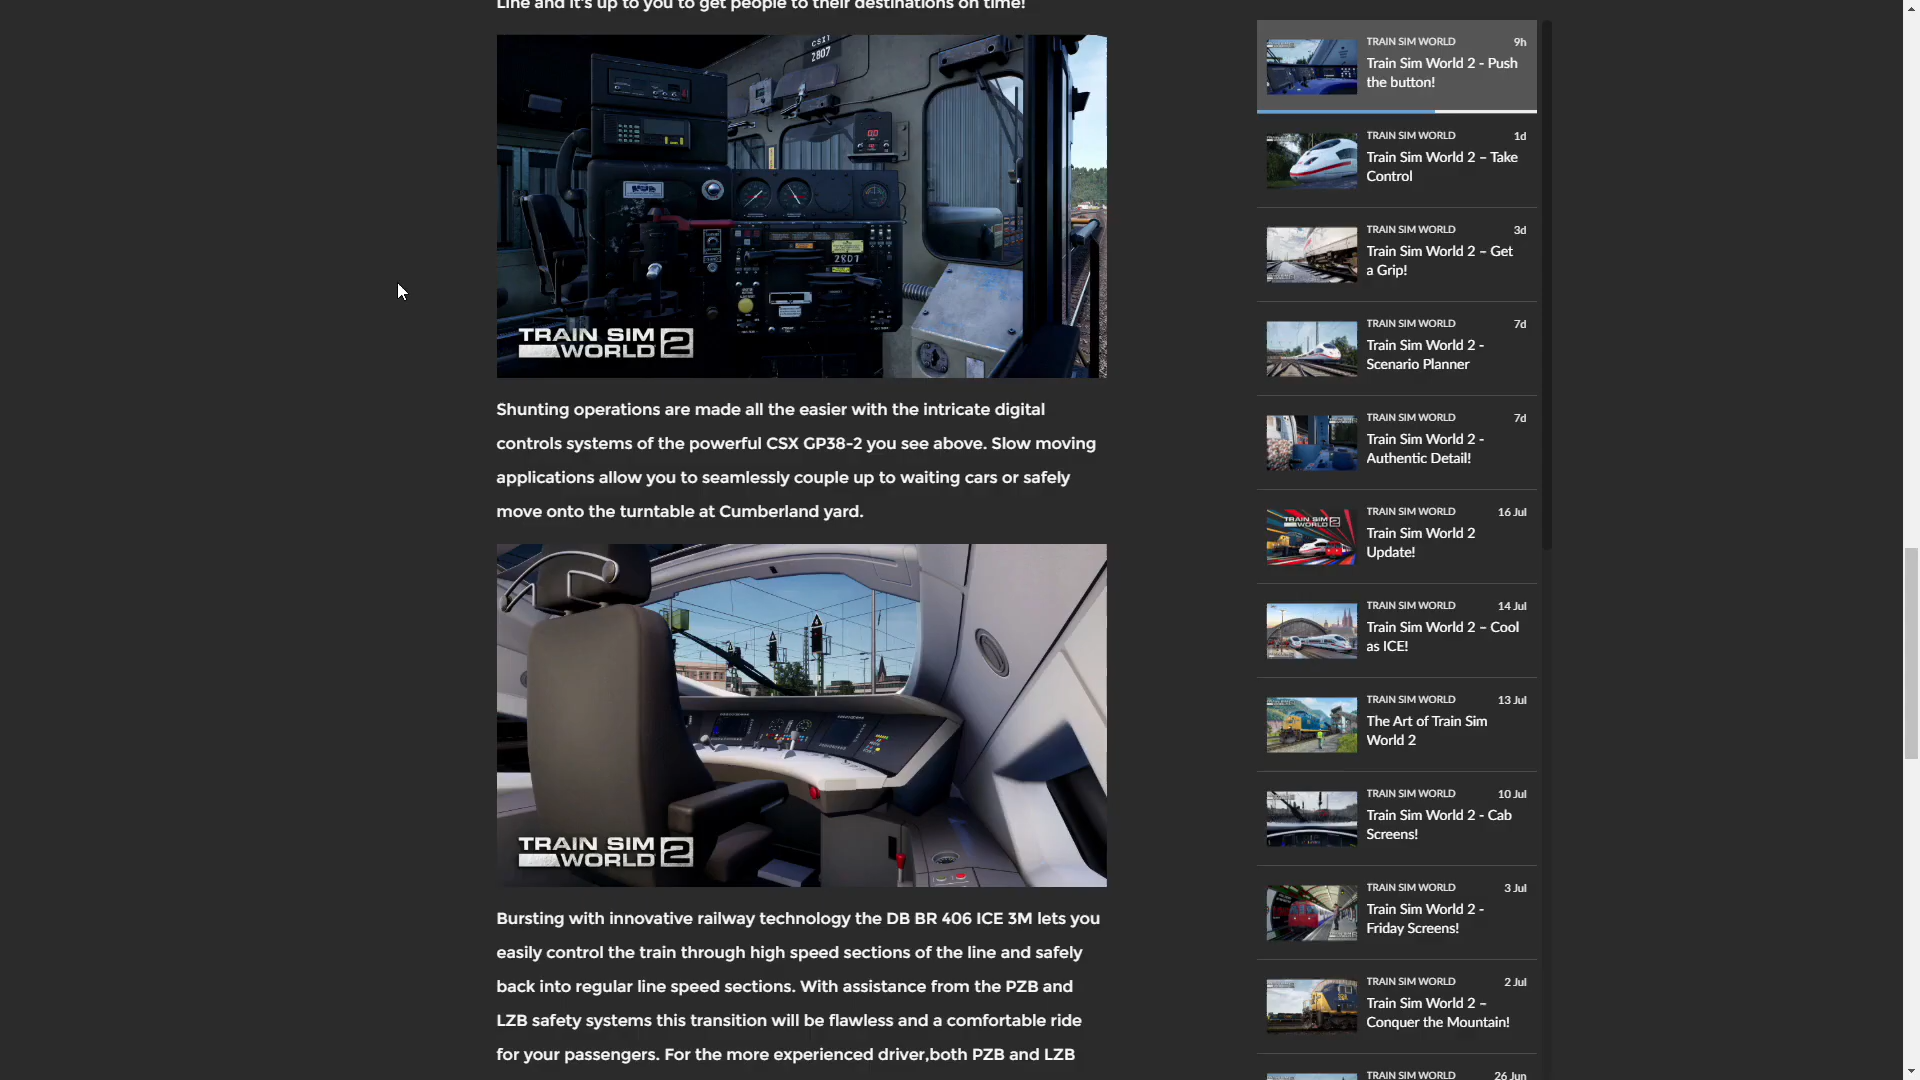 Line and it's up to you to get people to their destinations on time!
CSXT
2807
2807
TRAIN SIM
WORLD 2
Shunting operations are made all the easier with the intricate digital
controls systems of the powerful CSX GP38-2 you see above. Slow moving
applications allow you to seamlessly couple up to waiting cars or safely
move onto the turntable at Cumberland yard.
TRAIN SIM
WORLD 2
Bursting with innovative railway technology the DB BR 406 ICE 3M lets you
easily control the train through high speed sections of the line and safely
back into regular line speed sections. With assistance from the PZB and
LZB safety systems this transition will be flawless and a comfortable ride
for your passengers. For the more experienced driver,both PZB and LZB
TRAIN SIM WORLD 9h
Train Sim World 2 - Push
the button!
TRAIN SIM WORLD 1d
Train Sim World 2 – Take
Control
TRAIN SIM WORLD 3d
Train Sim World 2 – Get
a Grip!
TRAIN SIM WORLD 7d
Train Sim World 2 -
Scenario Planner
TRAIN SIM WORLD 7d
Train Sim World 2 -
Authentic Detail!
TRAIN SIM
WORLD 2
TRAIN SIM WORLD 16 Jul
Train Sim World 2
Update!
TRAIN SIM WORLD 14 Jul
Train Sim World 2 – Cool
as ICE!
TRAIN SIM WORLD 13 Jul
The Art of Train Sim
World 2
TRAIN SIM WORLD 10 Jul
Train Sim World 2 - Cab
Screens!
TRAIN SIM WORLD 3 Jul
Train Sim World 2 -
Friday Screens!
TRAIN SIM WORLD 2 Jul
Train Sim World 2 –
Conquer the Mountain!
TRAIN SIM WORLD 26 Jun